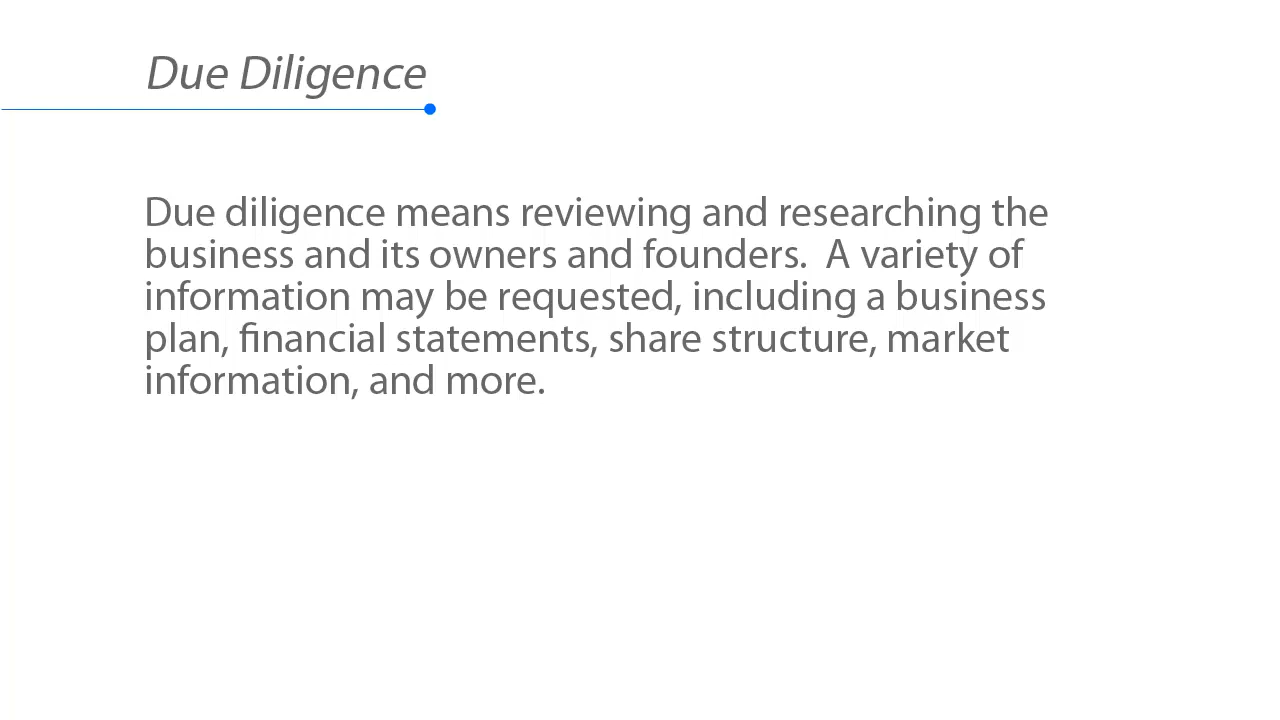 Due Diligence
Due diligence means reviewing and researching the
business and its owners and founders.  A variety of
information may be requested, including a business
plan, financial statements, share structure, market
information, and more.